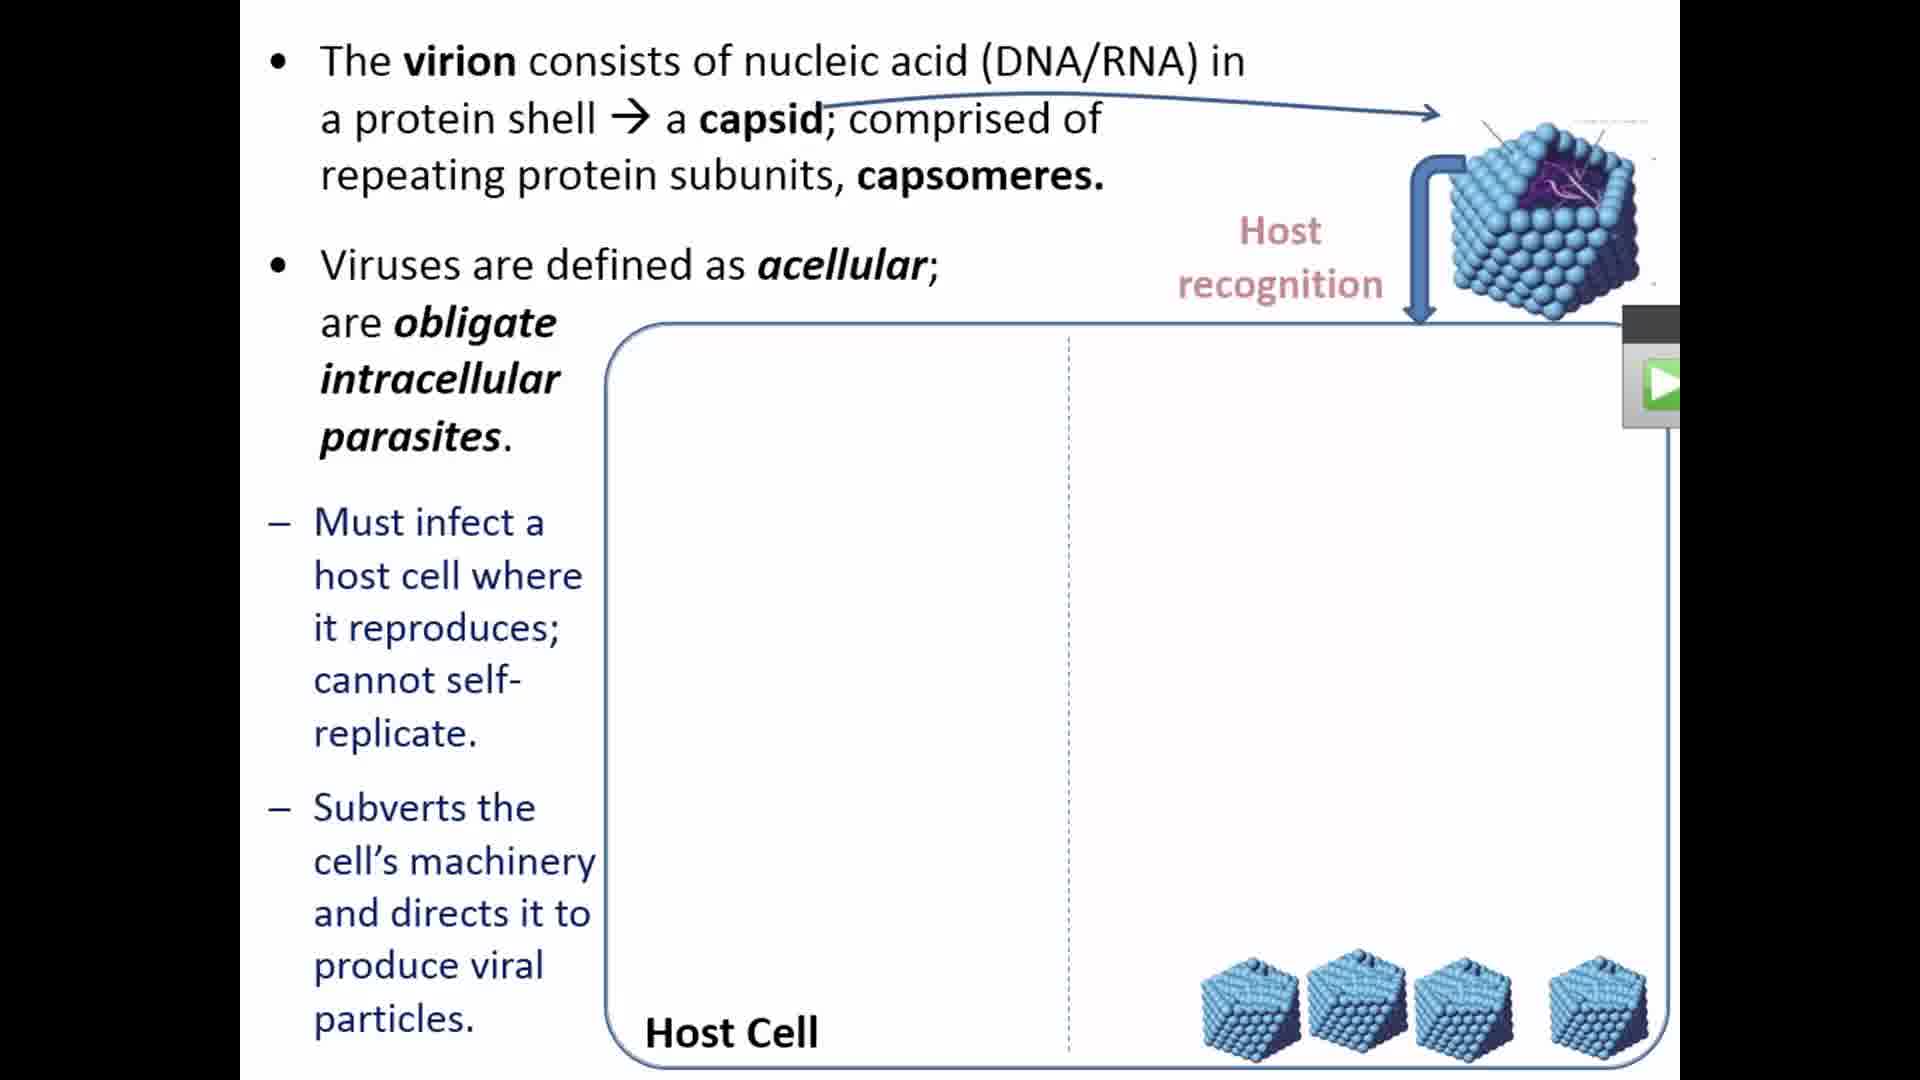 • The virion consists of nucleic acid (DNA/RNA) in
a protein shell → a capsid; comprised of
repeating protein subunits, capsomeres.
Host
recognition
• Viruses are defined as acellular;
are obligate
intracellular
parasites.
– Must infect a
host cell where
it reproduces;
cannot self-
replicate.
– Subverts the
cell’s machinery
and directs it to
produce viral
particles.
Host Cell